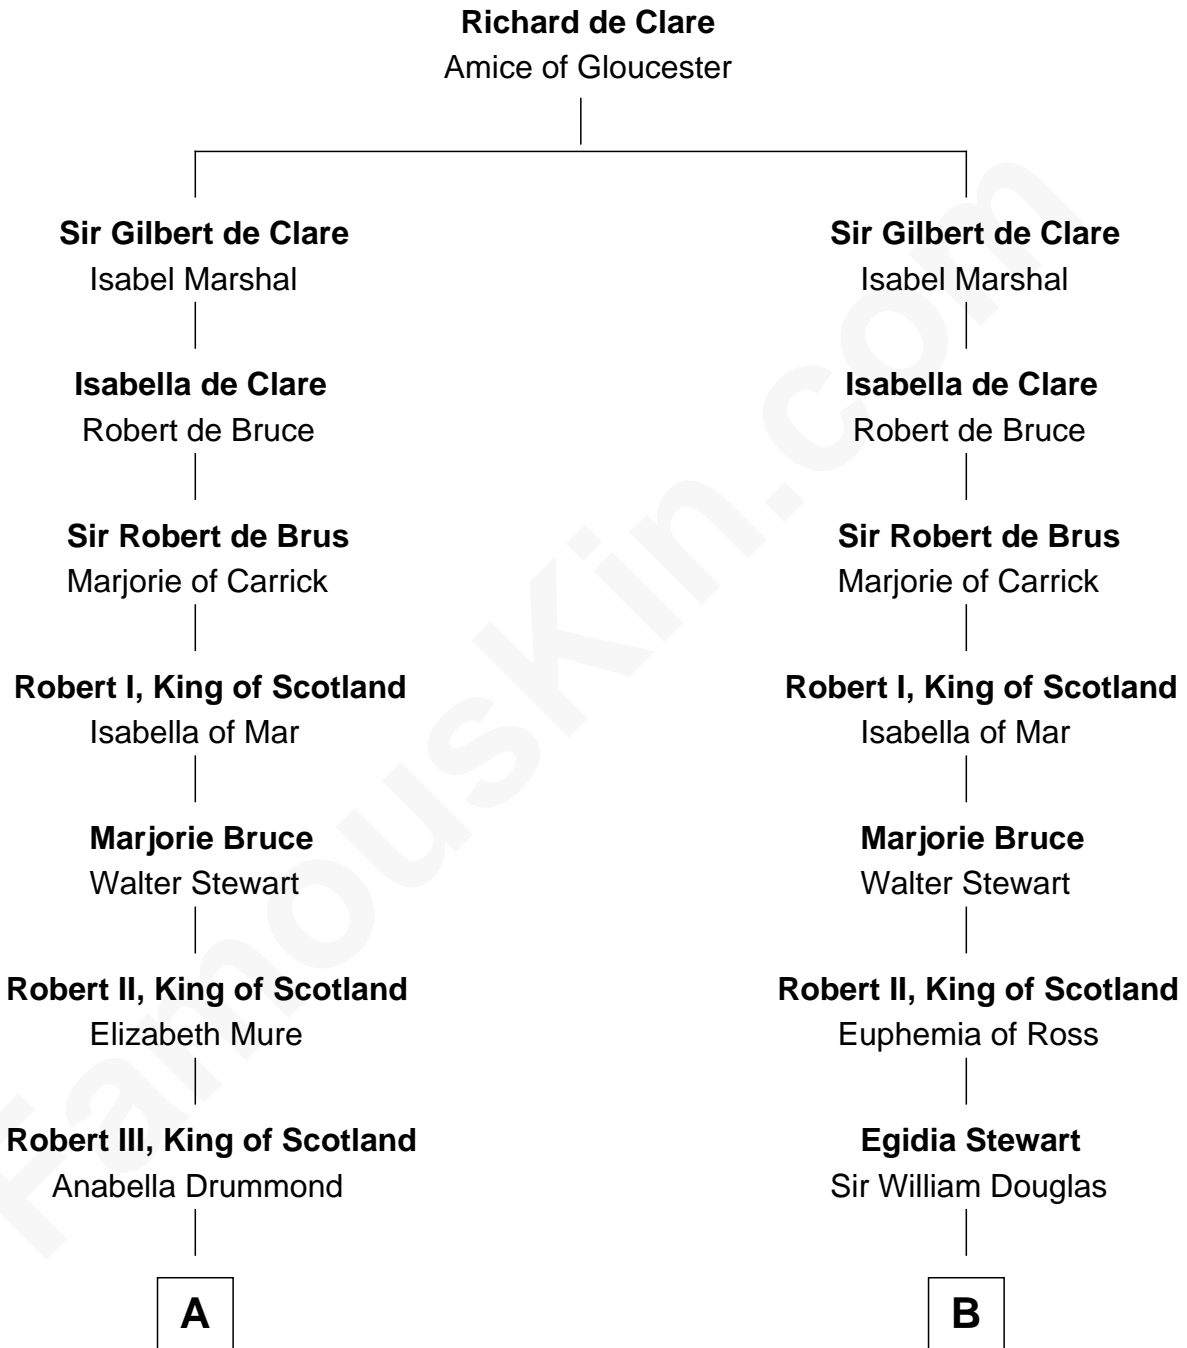 Richard de Clare
Amice of Gloucester
Sir Gilbert de Clare
Isabel Marshal
Sir Gilbert de Clare
Isabel Marshal
Isabella de Clare
Robert de Bruce
Isabella de Clare
Robert de Bruce
Sir Robert de Brus
Marjorie of Carrick
Sir Robert de Brus
Marjorie of Carrick
Robert I, King of Scotland
Isabella of Mar
Robert I, King of Scotland
Isabella of Mar
Marjorie Bruce
Walter Stewart
Marjorie Bruce
Walter Stewart
Robert II, King of Scotland
Elizabeth Mure
Robert II, King of Scotland
Euphemia of Ross
Robert III, King of Scotland
Anabella Drummond
Egidia Stewart
Sir William Douglas
A
B
FamousKin.com